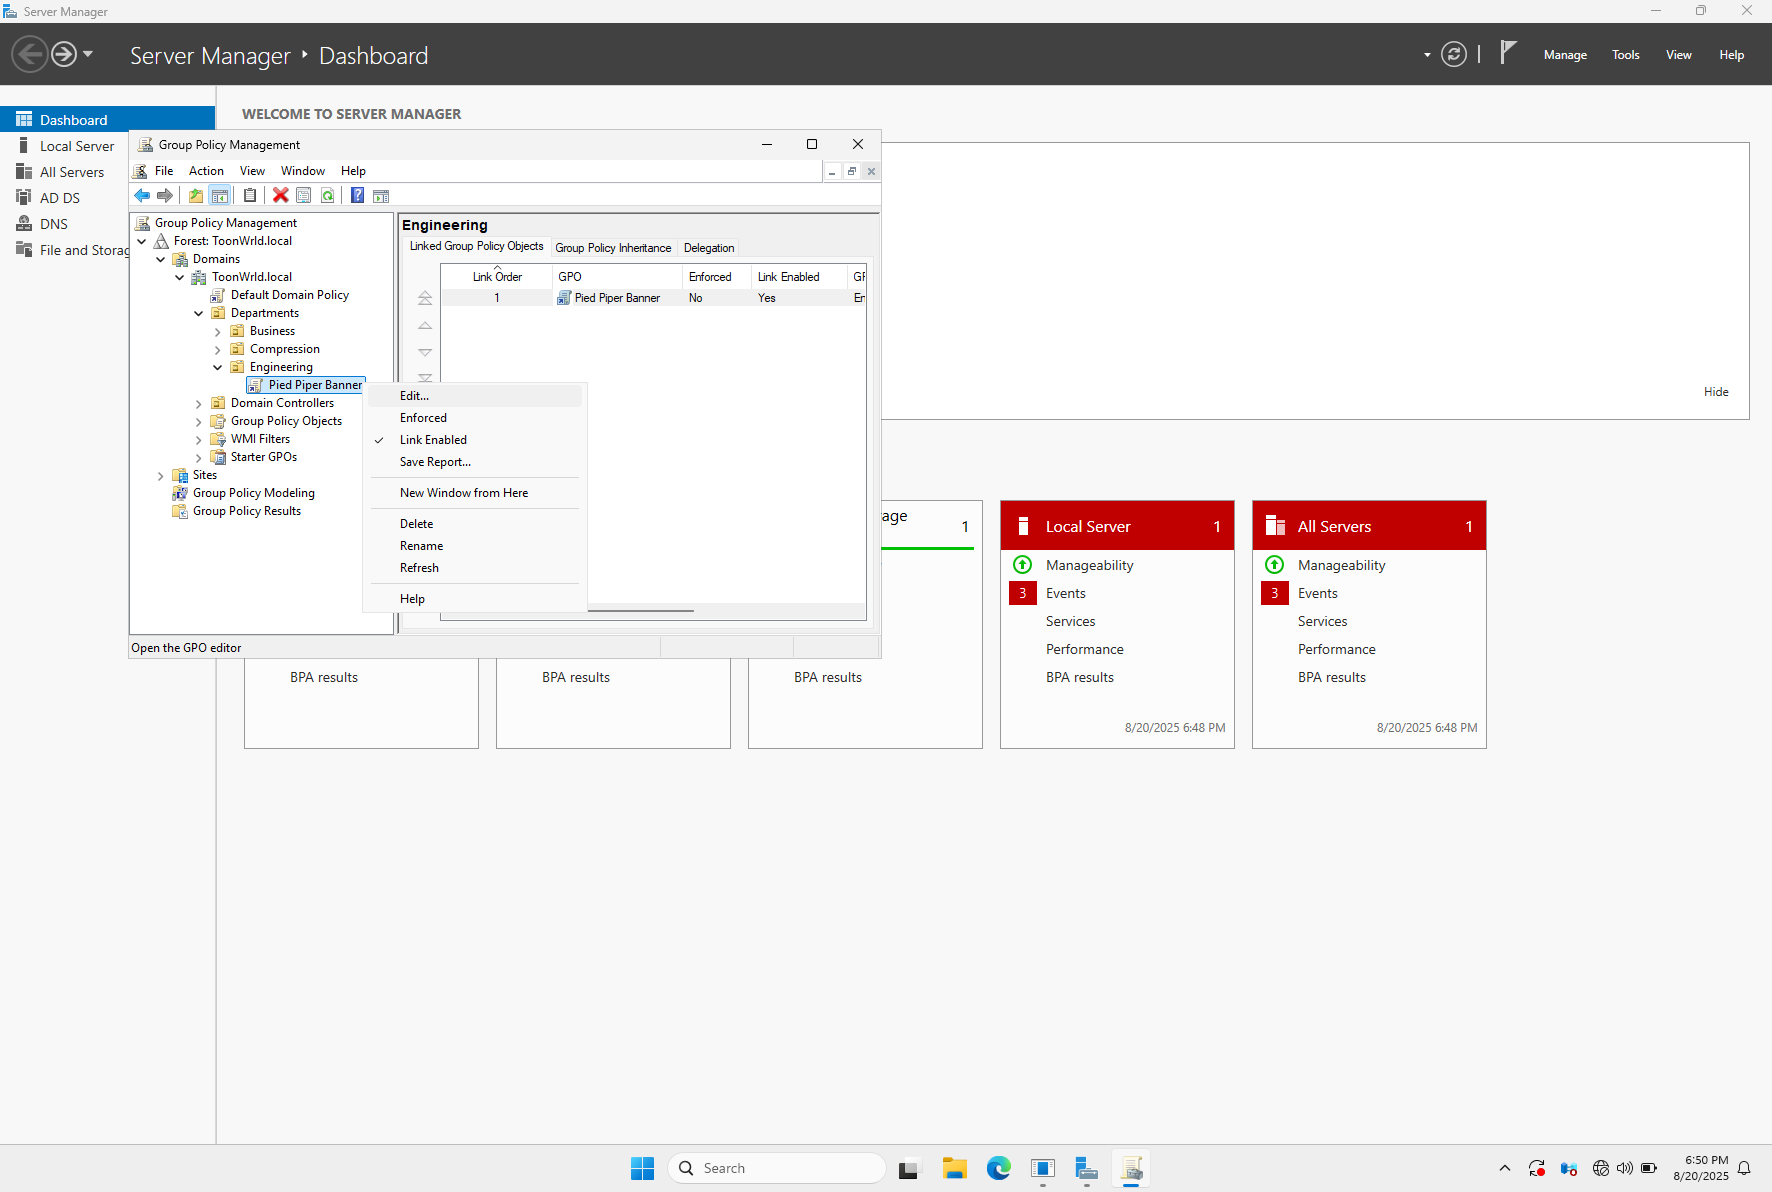 Server Manager
Server Manager ‣ Dashboard
Manage Tools View Help
Dashboard
Local Server
All Servers
AD DS
DNS
File and Storag
WELCOME TO SERVER MANAGER
Hide
Group Policy Management
File Action View Window Help
Group Policy Management
Forest: ToonWrld.local
Domains
ToonWrld.local
Default Domain Policy
Departments
Business
Compression
Engineering
Pied Piper Banner
Domain Controllers
Group Policy Objects
WMI Filters
Starter GPOs
Sites
Group Policy Modeling
Group Policy Results
Engineering
Linked Group Policy Objects Group Policy Inheritance Delegation
Link Order GPO Enforced Link Enabled
1 Pied Piper Banner No Yes En
Edit...
Enforced
Link Enabled
Save Report...
New Window from Here
Delete
Rename
Refresh
Help
Open the GPO editor
BPA results
BPA results
age 1
BPA results
Local Server 1
Manageability
3 Events
Services
Performance
BPA results
8/20/2025 6:48 PM
All Servers 1
Manageability
3 Events
Services
Performance
BPA results
8/20/2025 6:48 PM
Search
6:50 PM
8/20/2025